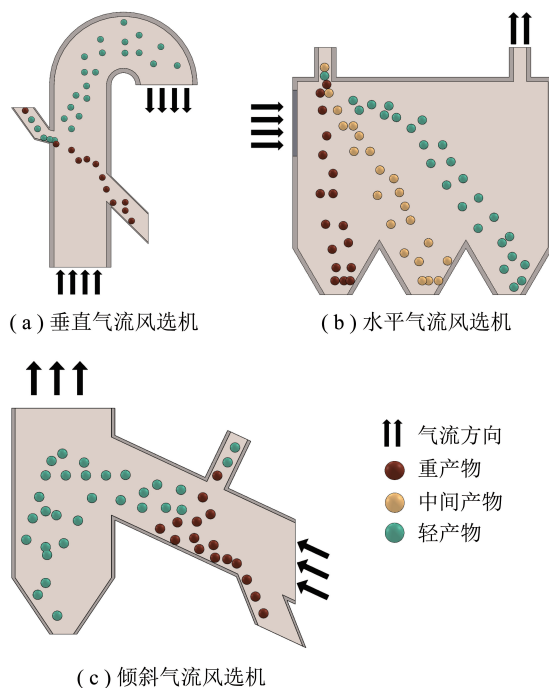 ( a ) 垂直气流风选机
( b ) 水平气流风选机
气流方向
重产物
中间产物
轻产物
( c ) 倾斜气流风选机